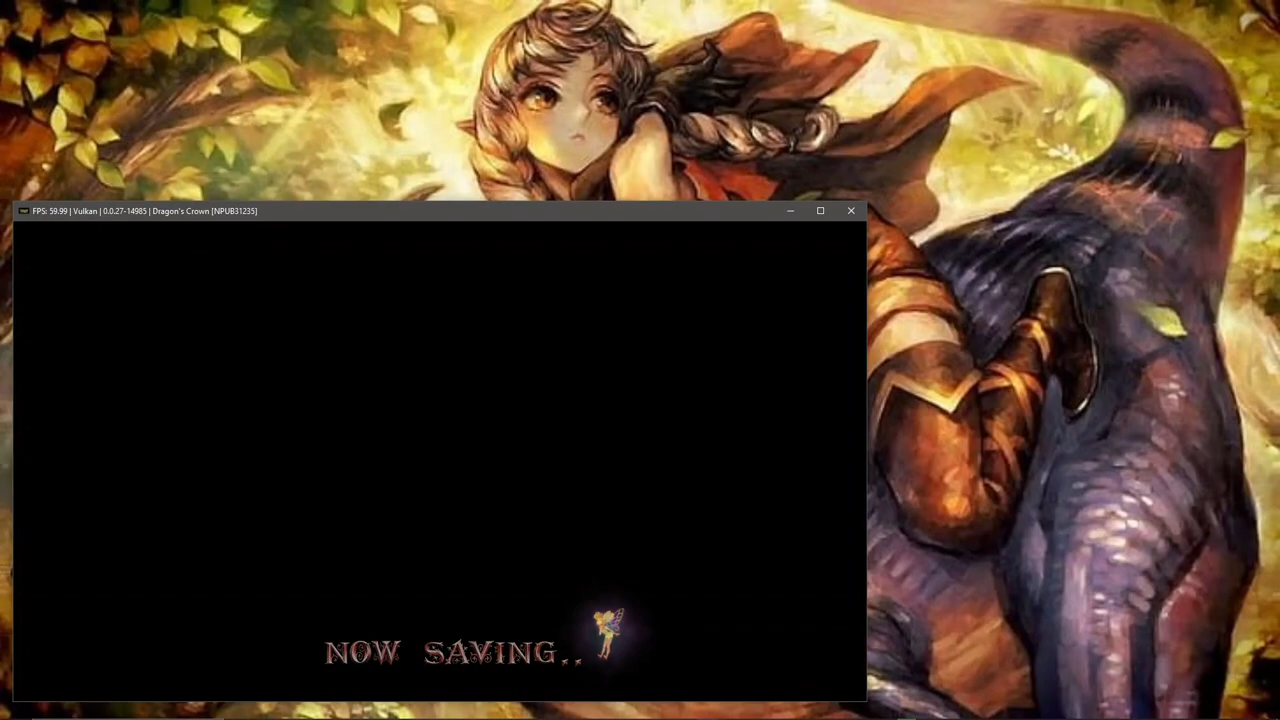 FPS: 59.99 | Vulkan | 0.0.27-14985 | Dragon's Crown [NPUB31235]
NOW SAVING..